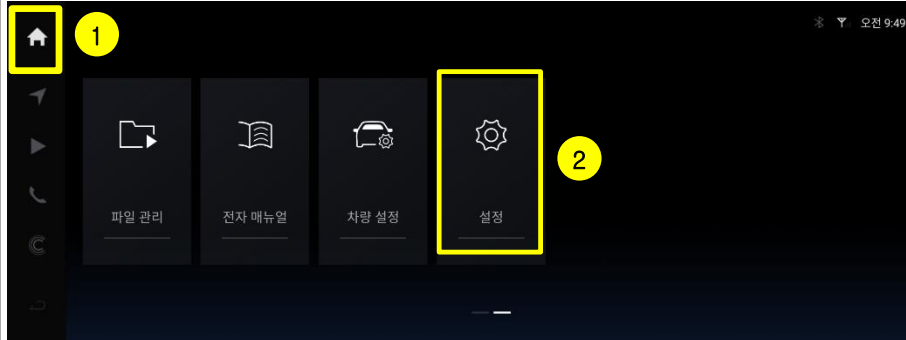 1
오전 9:49
2
파일 관리
전자 매뉴얼
차량 설정
설정